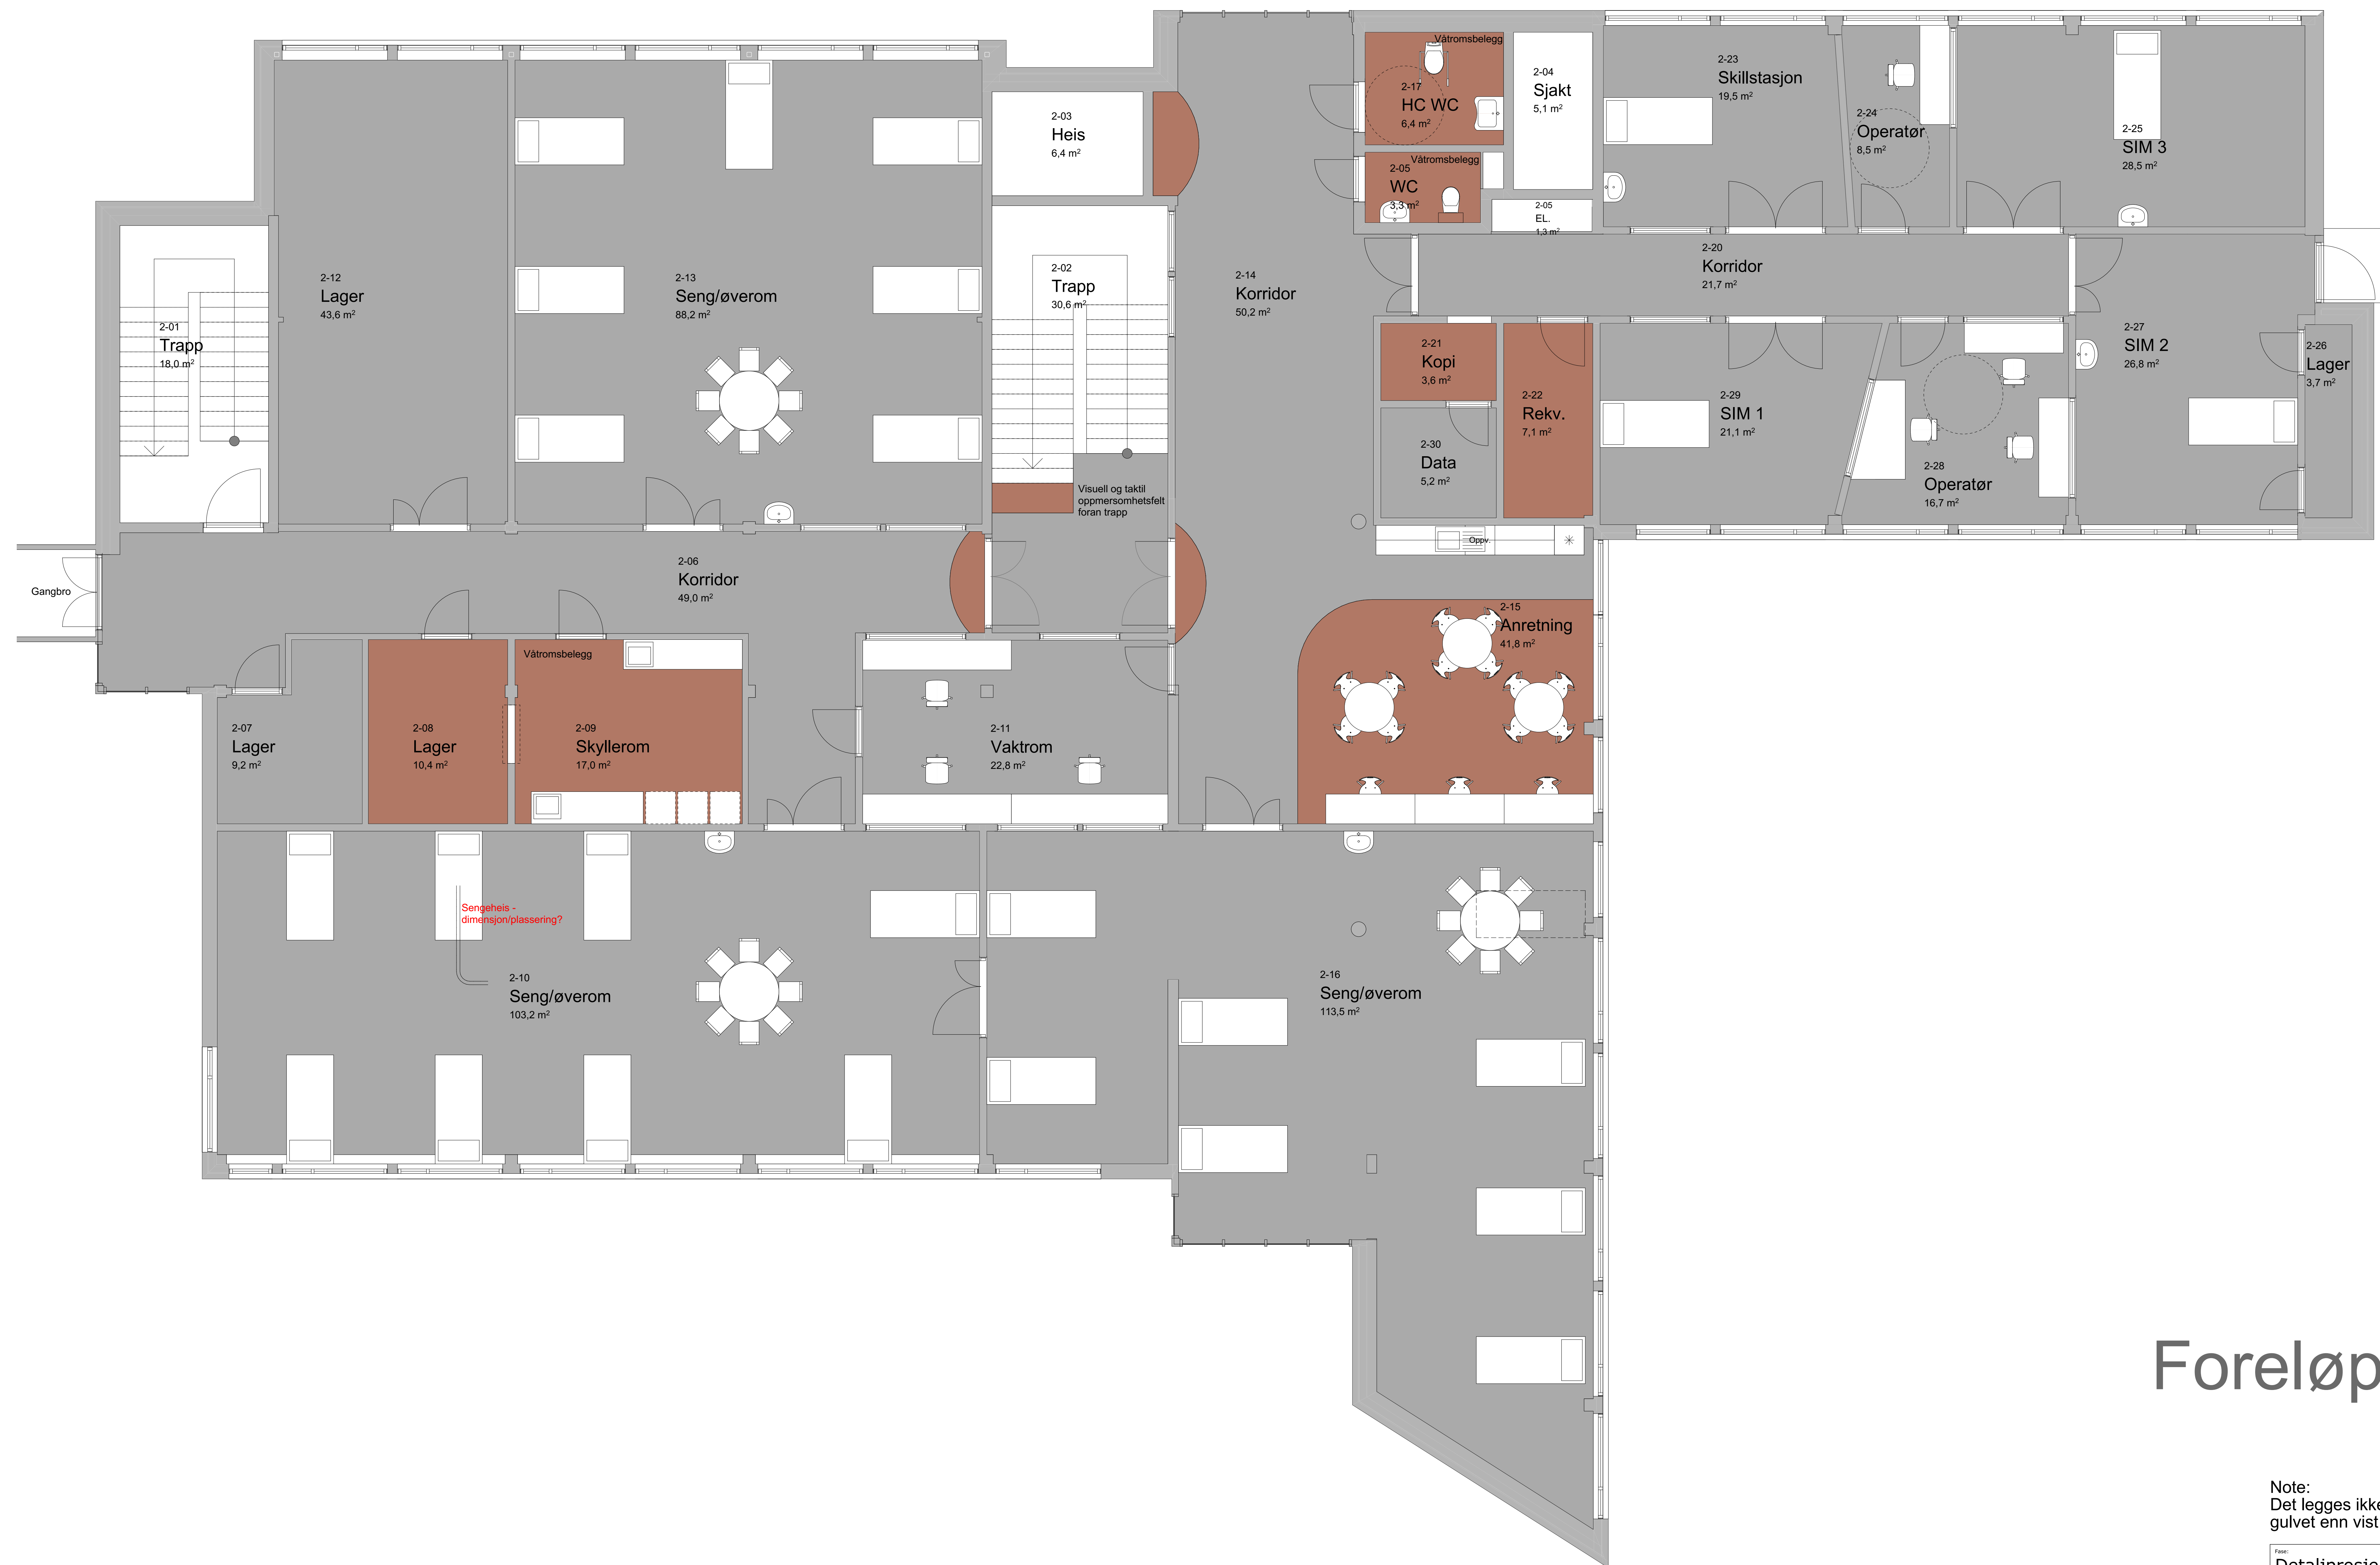 Våtromsbelegg
2-17
HC WC
6,4 m²
2-04
Sjakt
5,1 m²
2-23
Skillstasjon
19,5 m²
2-24
Operatør
8,5 m²
2-25
SIM 3
28,5 m²
2-03
Heis
6,4 m²
Våtromsbelegg
2-05
WC
3,3 m²
2-05
EL.
1,3 m²
2-20
Korridor
21,7 m²
2-01
Trapp
18,0 m²
2-12
Lager
43,6 m²
2-13
Seng/øverom
88,2 m²
2-02
Trapp
30,6 m²
2-14
Korridor
50,2 m²
2-21
Kopi
3,6 m²
2-22
Rekv.
7,1 m²
2-30
Data
5,2 m²
2-29
SIM 1
21,1 m²
2-28
Operatør
16,7 m²
2-27
SIM 2
26,8 m²
2-26
Lager
3,7 m²
Visuell og taktil
oppmersomhetsfelt
foran trapp
Oppv.
Gangbro
2-06
Korridor
49,0 m²
2-15
Anretning
41,8 m²
Våtromsbelegg
2-07
Lager
9,2 m²
2-08
Lager
10,4 m²
2-09
Skyllerom
17,0 m²
2-11
Vaktrom
22,8 m²
Sengeheis -
dimensjon/plassering?
2-10
Seng/øverom
103,2 m²
2-16
Seng/øverom
113,5 m²
Foreløp
Note:
Det legges ikke
gulvet enn vist
Fase: